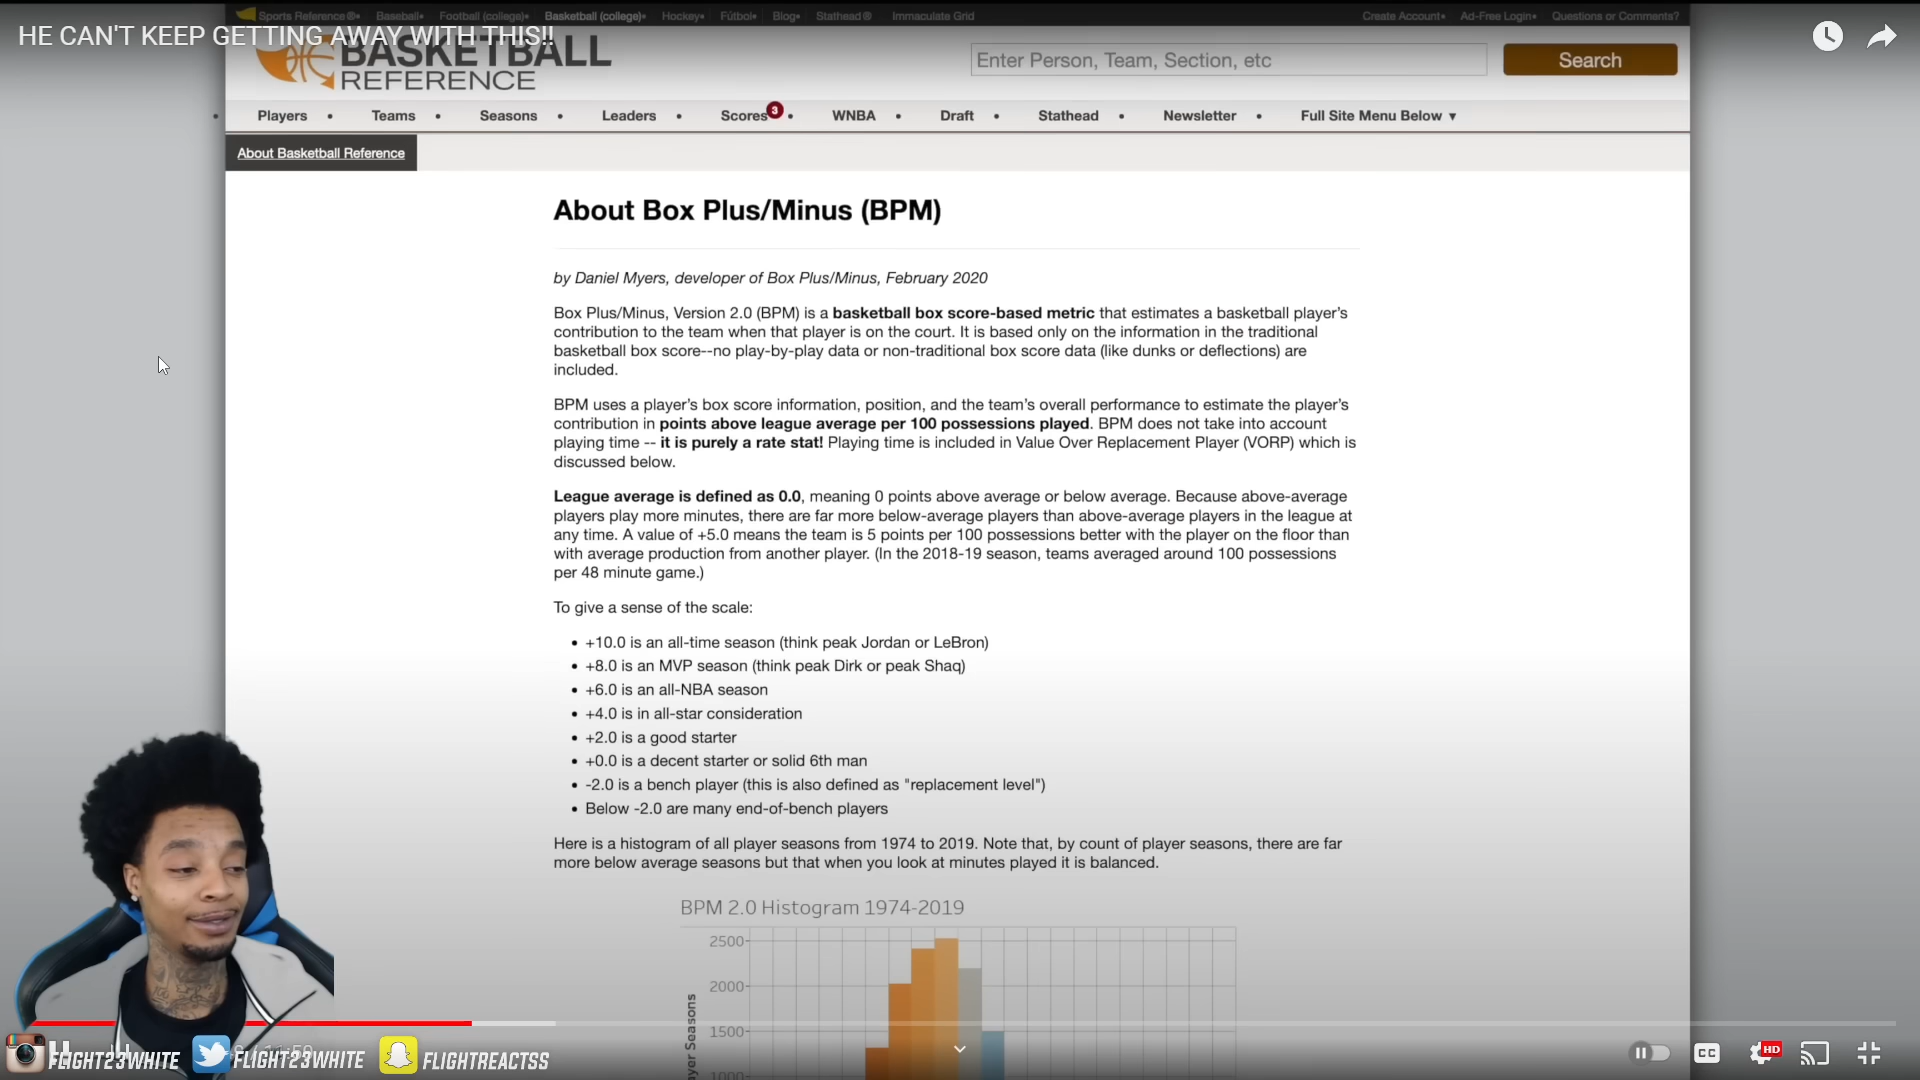 Sports Reference® Baseball Football (college) Basketball (college) Hockey Fútbol Blog Stathead® Immaculate Grid Create Account Ad-Free Login Questions or Comments?
HE CAN'T KEEP GETTING AWAY WITH THIS!!
BASKETBALL
REFERENCE
Enter Person, Team, Section, etc Search
Players Teams Seasons Leaders Scores 3 WNBA Draft Stathead Newsletter Full Site Menu Below ▼
About Basketball Reference
About Box Plus/Minus (BPM)
by Daniel Myers, developer of Box Plus/Minus, February 2020
Box Plus/Minus, Version 2.0 (BPM) is a basketball box score-based metric that estimates a basketball player's
contribution to the team when that player is on the court. It is based only on the information in the traditional
basketball box score--no play-by-play data or non-traditional box score data (like dunks or deflections) are
included.
BPM uses a player's box score information, position, and the team's overall performance to estimate the player's
contribution in points above league average per 100 possessions played. BPM does not take into account
playing time -- it is purely a rate stat! Playing time is included in Value Over Replacement Player (VORP) which is
discussed below.
League average is defined as 0.0, meaning 0 points above average or below average. Because above-average
players play more minutes, there are far more below-average players than above-average players in the league at
any time. A value of +5.0 means the team is 5 points per 100 possessions better with the player on the floor than
with average production from another player. (In the 2018-19 season, teams averaged around 100 possessions
per 48 minute game.)
To give a sense of the scale:
• +10.0 is an all-time season (think peak Jordan or LeBron)
• +8.0 is an MVP season (think peak Dirk or peak Shaq)
• +6.0 is an all-NBA season
• +4.0 is in all-star consideration
• +2.0 is a good starter
• +0.0 is a decent starter or solid 6th man
• -2.0 is a bench player (this is also defined as "replacement level")
• Below -2.0 are many end-of-bench players
Here is a histogram of all player seasons from 1974 to 2019. Note that, by count of player seasons, there are far
more below average seasons but that when you look at minutes played it is balanced.
BPM 2.0 Histogram 1974-2019
2500
2000
1500
1000
Seasons
FLIGHT23WHITE FLIGHT23WHITE FLIGHTREACTSS
CC HD